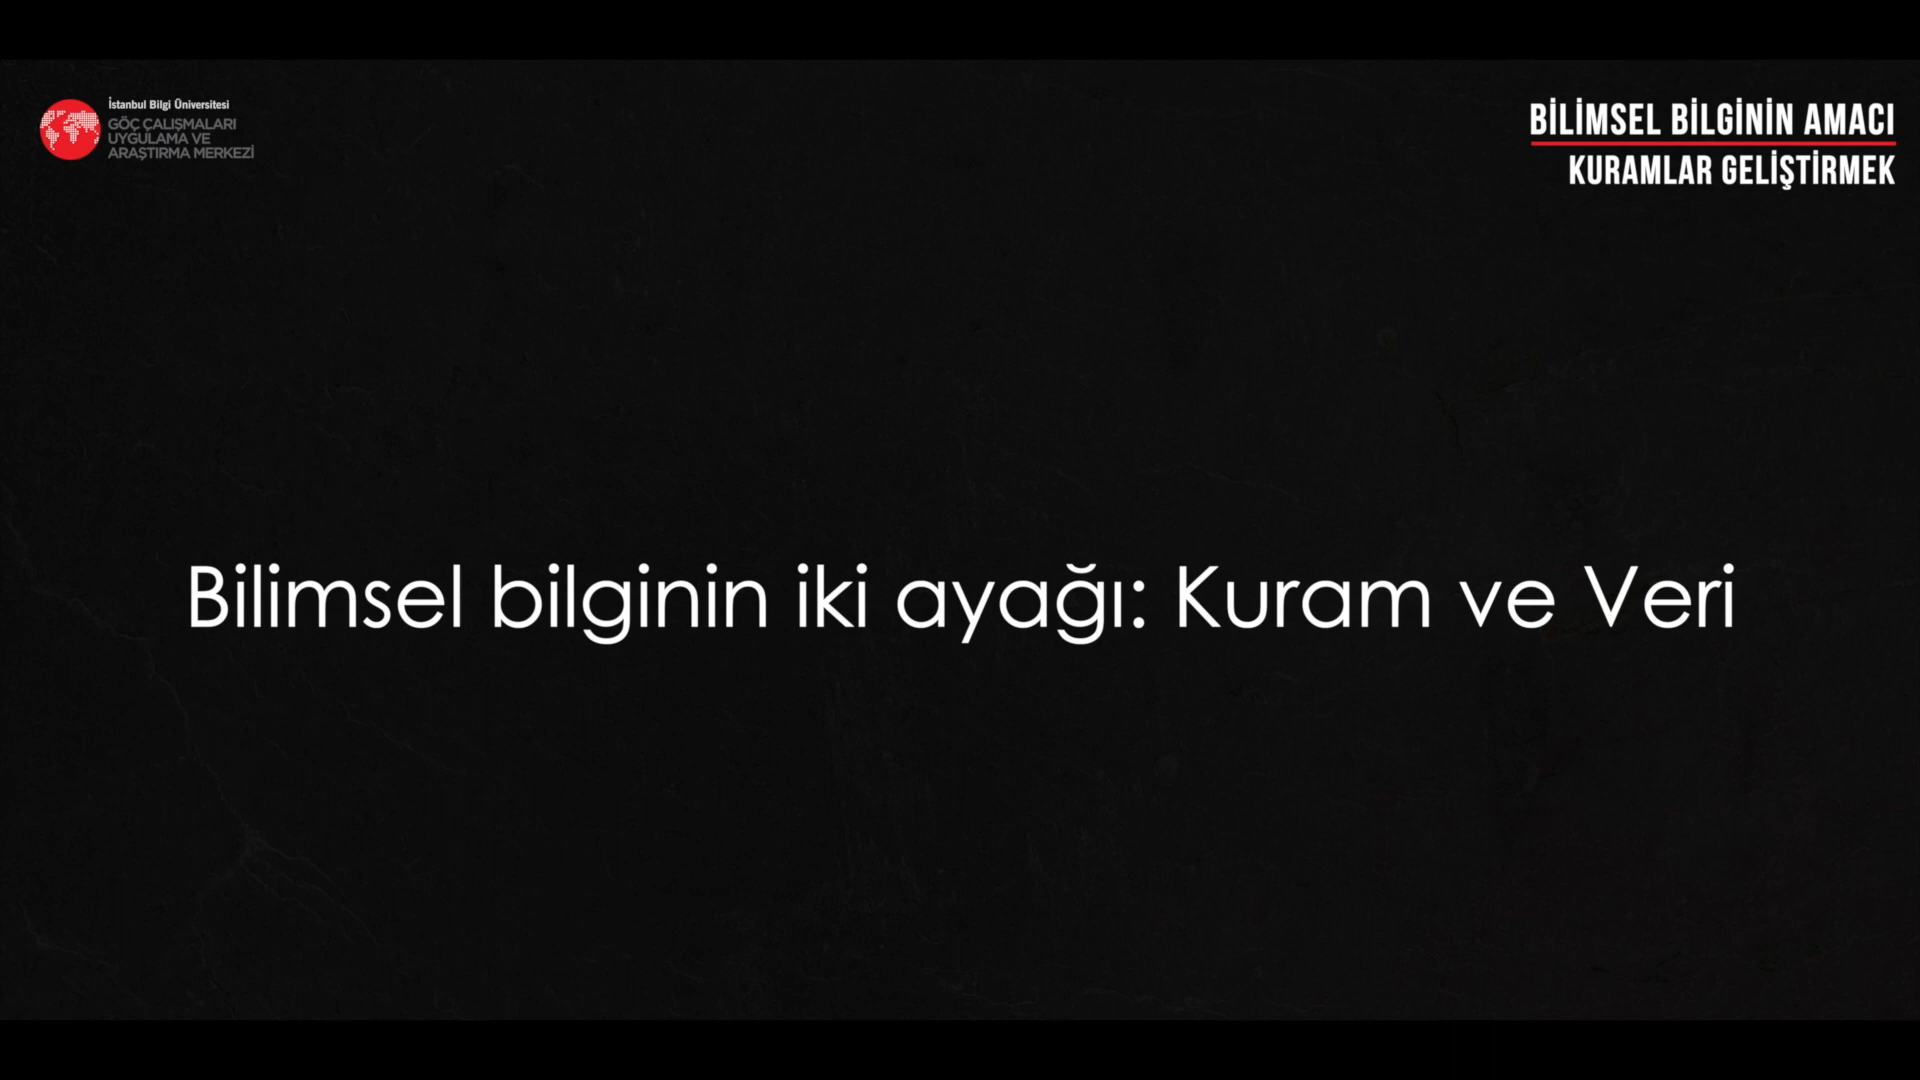 İstanbul Bilgi Üniversitesi
GÖÇ ÇALIŞMALARI
UYGULAMA VE
ARAŞTIRMA MERKEZİ
BİLİMSEL BİLGİNİN AMACI
KURAMLAR GELİŞTİRMEK
Bilimsel bilginin iki ayağı: Kuram ve Veri